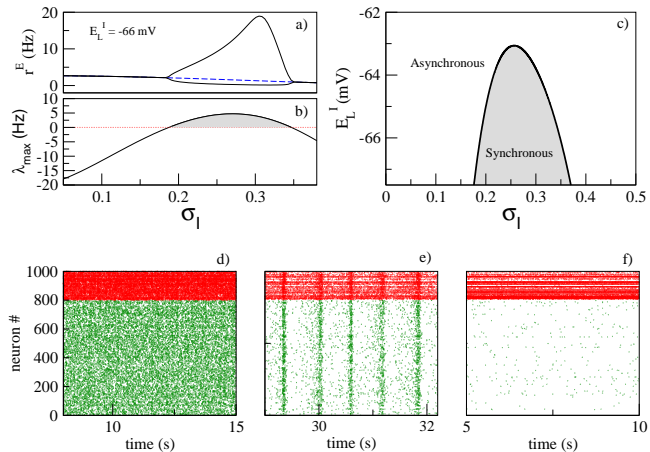 a)
E_L^I = -66 mV
r^E (Hz)
20
15
10
5
0
b)
λ_max (Hz)
10
5
0
-5
-10
-15
20
0.1 0.2 0.3
σ_I
c)
-62
-64
-66
E_L^I (mV)
Asynchronous
Synchronous
0 0.1 0.2 0.3 0.4 0.5
σ_I
d)
neuron #
1000
800
600
400
200
0
10 15
time (s)
e)
30 32
time (s)
f)
5 10
time (s)